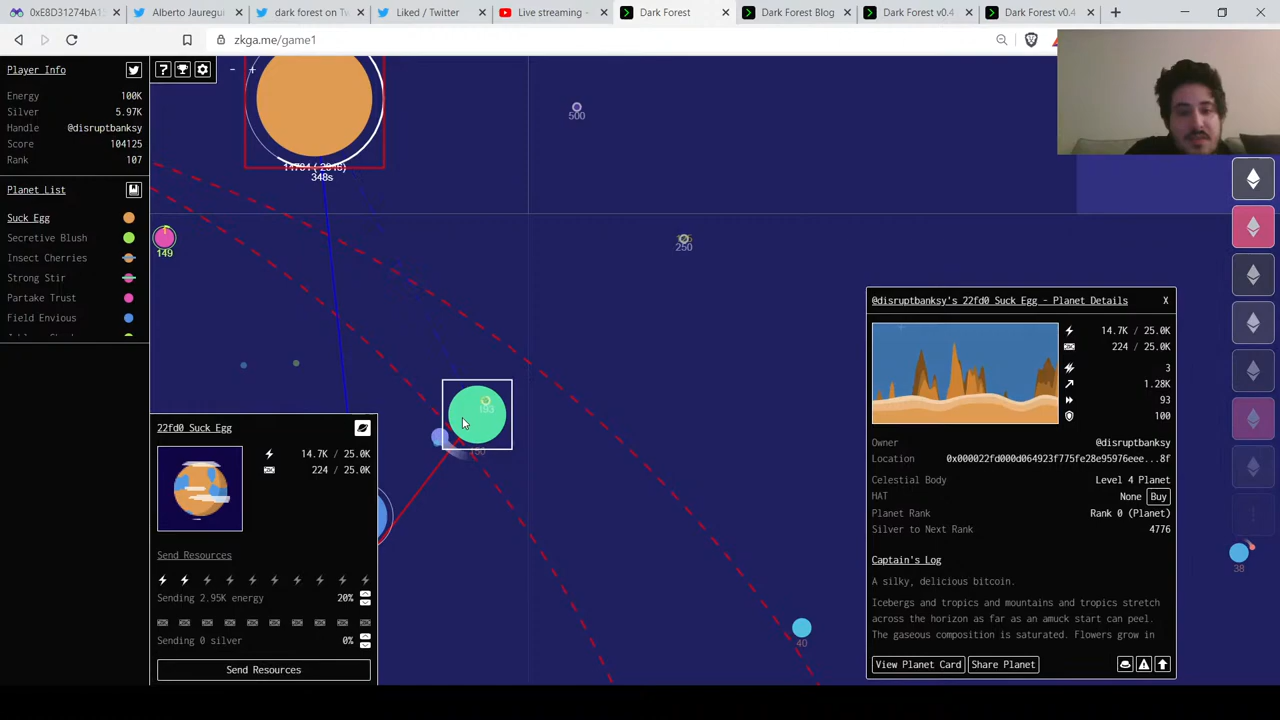 0xE8D31274bA15
Alberto Jauregui
dark forest on Tw
Liked / Twitter
Live streaming -
Dark Forest
Dark Forest Blog
Dark Forest v0.4
Dark Forest v0.4
zkga.me/game1
Player Info
Energy 100K
Silver 5.97K
Handle @disruptbanksy
Score 104125
Rank 107
Planet List
Suck Egg
Secretive Blush
Insect Cherries
Strong Stir
Partake Trust
Field Envious
? - +
348s
500
250
149
193
150
40
38
22fd0 Suck Egg
14.7K / 25.0K
224 / 25.0K
Send Resources
Sending 2.95K energy 20%
Sending 0 silver 0%
Send Resources
@disruptbanksy's 22fd0 Suck Egg - Planet Details X
14.7K / 25.0K
224 / 25.0K
3
1.28K
93
100
Owner @disruptbanksy
Location 0x000022fd000d064923f775fe28e95976eee...8f
Celestial Body Level 4 Planet
HAT None Buy
Planet Rank Rank 0 (Planet)
Silver to Next Rank 4776
Captain's Log
A silky, delicious bitcoin.
Icebergs and tropics and mountains and tropics stretch
across the horizon as far as an amuck start can peel.
The gaseous composition is saturated. Flowers grow in
View Planet Card Share Planet